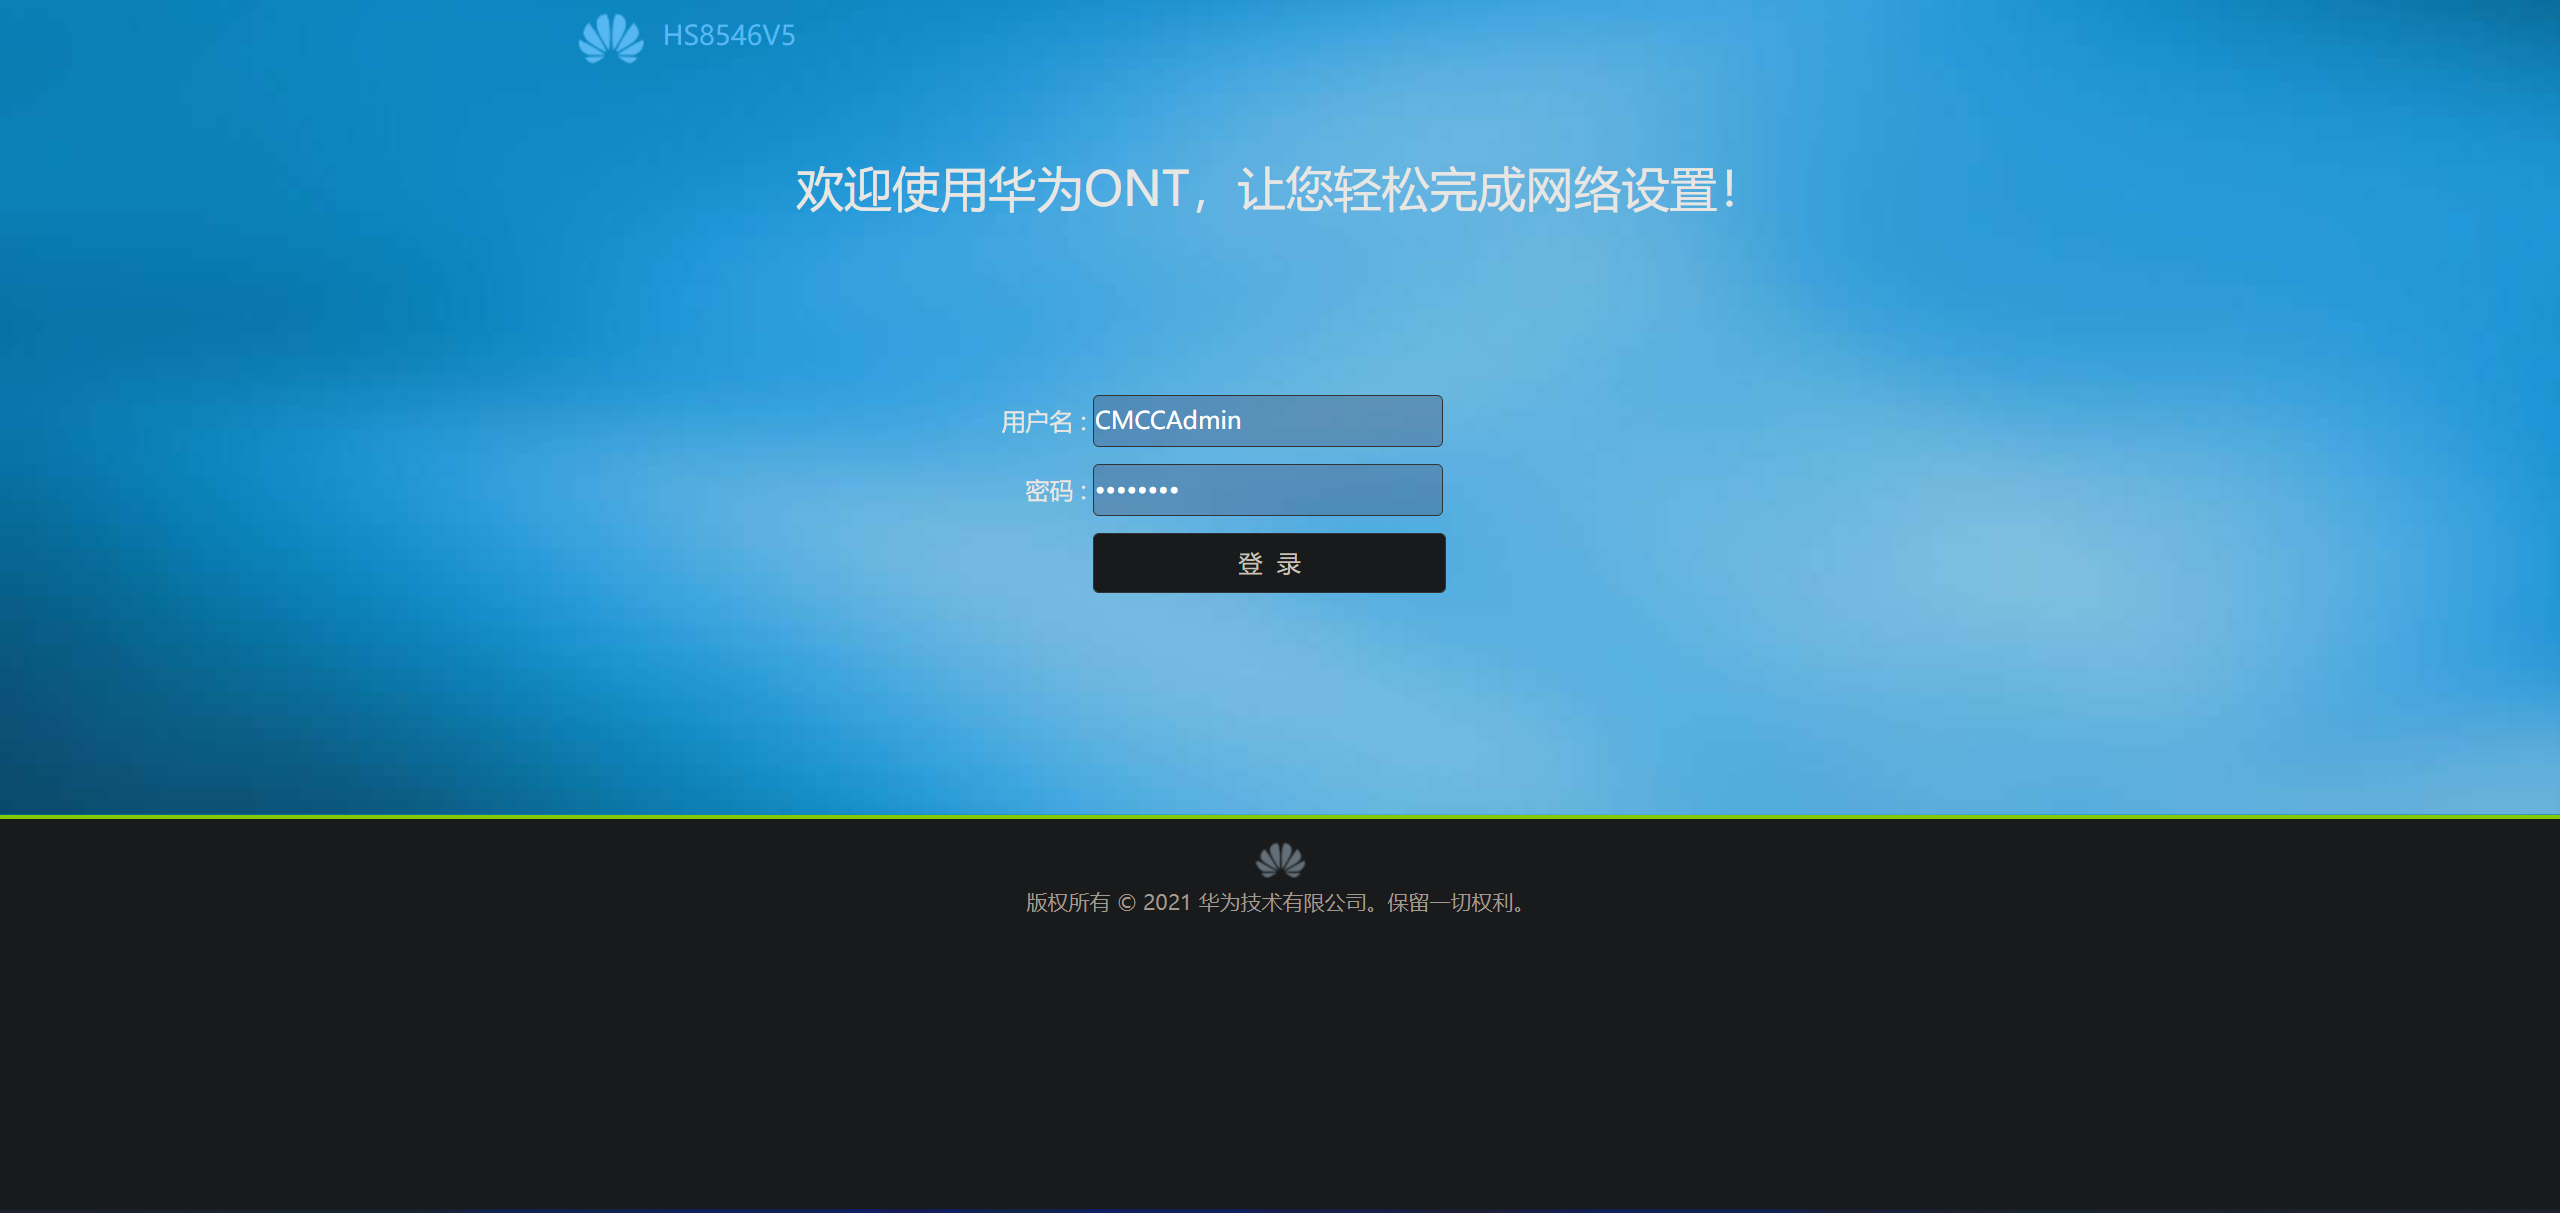 HS8546V5
欢迎使用华为ONT，让您轻松完成网络设置！
用户名 : CMCCAdmin
密码 : ••••••••
登 录
版权所有 © 2021 华为技术有限公司。保留一切权利。